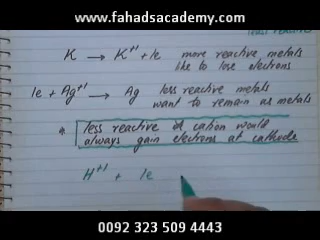 www.fahadsacademy.com
least reactive
K → K+1 + 1e more reactive metals
like to lose electrons
1e + Ag+1 → Ag less reactive metals
want to remain as metals
less reactive cation would
always gain electrons at cathode
H+1 + 1e
0092 323 509 4443